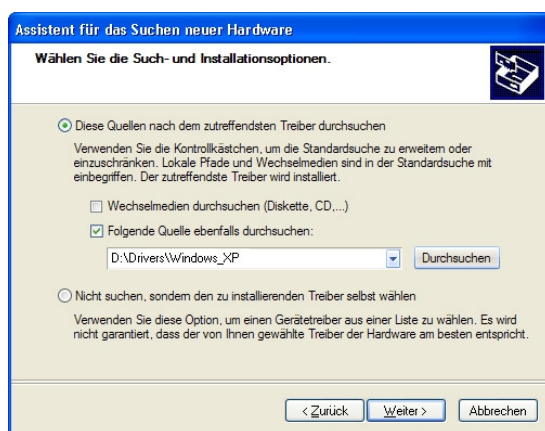 Assistent für das Suchen neuer Hardware
Wählen Sie die Such- und Installationsoptionen.
Diese Quellen nach dem zutreffendsten Treiber durchsuchen
Verwenden Sie die Kontrollkästchen, um die Standardsuche zu erweitern oder
einzuschränken. Lokale Pfade und Wechselmedien sind in der Standardsuche mit
einbegriffen. Der zutreffendste Treiber wird installiert.
Wechselmedien durchsuchen (Diskette, CD,...)
Folgende Quelle ebenfalls durchsuchen:
D:\Drivers\Windows_XP
Durchsuchen
Nicht suchen, sondern den zu installierenden Treiber selbst wählen
Verwenden Sie diese Option, um einen Gerätetreiber aus einer Liste zu wählen. Es wird
nicht garantiert, dass der von Ihnen gewählte Treiber der Hardware am besten entspricht.
< Zurück
Weiter >
Abbrechen